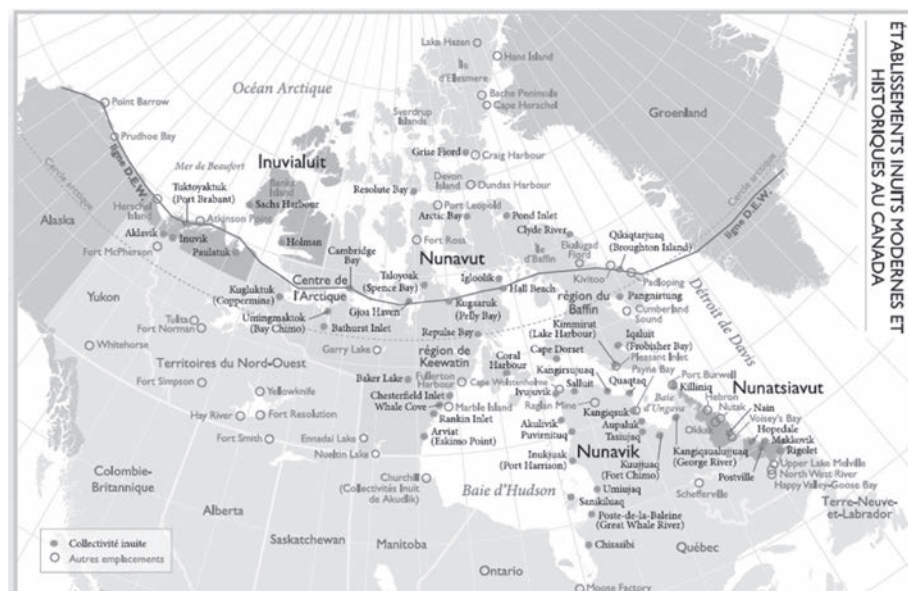 ÉTABLISSEMENTS INUITS MODERNES ET
HISTORIQUES AU CANADA
Lake Hazen
Hant Island
Île
d'Ellesmere
Bache Peninsula
Cape Herschel
Océan Arctique
Groenland
Point Barrow
Sverdrup
Islands
Prudhoe Bay
Grise Fiord
Craig Harbour
Mer de Beaufort
Inuvialuit
Devon
Island
Dundas Harbour
Cercle arctique
ligne D.E.W.
Tuktoyaktuk
(Port Brabant)
Banks
Island
Sachs Harbour
Resolute Bay
Cercle arctique
ligne D.E.W.
Alaska
Herschel
Island
Atkinson Point
Port Leopold
Arctic Bay
Pond Inlet
Clyde River
Qikiqtarjuaq
(Broughton Island)
Aklavik
Inuvik
Holman
Fort Ross
Fort McPherson
Paulatuk
Cambridge
Bay
Nunavut
Île
de Baffin
Ekalugad
Fiord
Kivitoo
Padloping
Taloyoak
(Spence Bay)
Igloolik
Centre de
l'Arctique
Hall Beach
Pangnirtung
Yukon
Kugluktuk
(Coppermine)
Gjoa Haven
Kugaaruk
(Pelly Bay)
région du
Baffin
Cumberland
Sound
Détroit de Davis
Umingmaktok
(Bay Chimo)
Tulita
Fort Norman
Bathurst Inlet
Repulse Bay
Kimmirut
(Lake Harbour)
Iqaluit
(Frobisher Bay)
Whitehorse
Garry Lake
région de
Keewatin
Cape Dorset
Pleasant Inlet
Territoires du Nord-Ouest
Coral
Harbour
Kangirsujuaq
Payne Bay
Port Burwell
Fort Simpson
Baker Lake
Fullerton
Harbour
Cape Wolstenholme
Salluit
Quaqtaq
Killiniq
Nunatsiavut
Yellowknife
Chesterfield Inlet
Ivujuvik
Hebron
Whale Cove
Marble Island
Raglan Mine
Baie
d'Ungava
Nutak
Nain
Hay River
Fort Resolution
Rankin Inlet
Kangiqsuk
Voisey's Bay
Akulivik
Aupaluk
Okkak
Hopedale
Fort Smith
Ennadai Lake
Arviat
(Eskimo Point)
Puvirnituq
Tasiujaq
Makkovik
Nunavik
Kangiqsualujjuaq
(George River)
Rigolet
Nueltin Lake
Inukjuak
(Port Harrison)
Kuujjuaq
(Fort Chimo)
Postville
Upper Lake Melville
North West River
Happy Valley-Goose Bay
Colombie-
Britannique
Churchill
(Collectivités Inuit
de Akudlik)
Baie d'Hudson
Umiujaq
Schefferville
Sanikiluaq
Terre-Neuve-
et-Labrador
Alberta
Poste-de-la-Baleine
(Great Whale River)
Saskatchewan
Manitoba
Chisasibi
Québec
Collectivité inuite
Autres emplacements
Ontario
Moose Factory